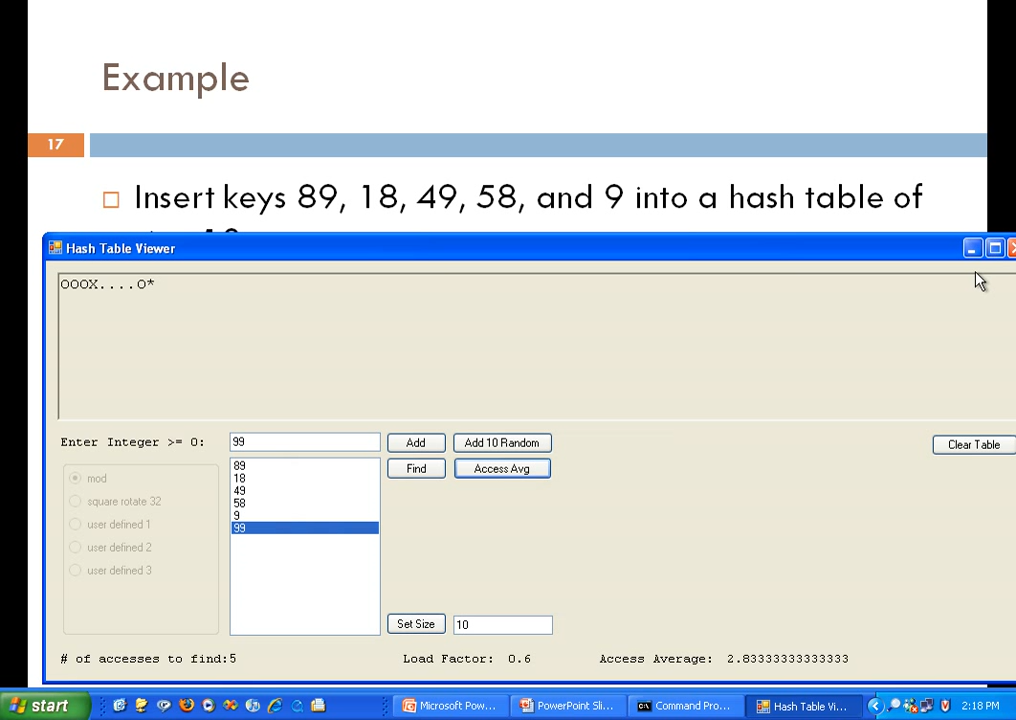 Example
17
Insert keys 89, 18, 49, 58, and 9 into a hash table of
Hash Table Viewer
OOOX....O*
Enter Integer >= 0:
99
Add
Add 10 Random
Clear Table
Find
Access Avg
mod
square rotate 32
user defined 1
user defined 2
user defined 3
89
18
49
58
9
99
Set Size
10
# of accesses to find:5
Load Factor: 0.6
Access Average: 2.83333333333333
start
Microsoft Pow...
PowerPoint Sli...
Command Pro...
Hash Table Vi...
2:18 PM